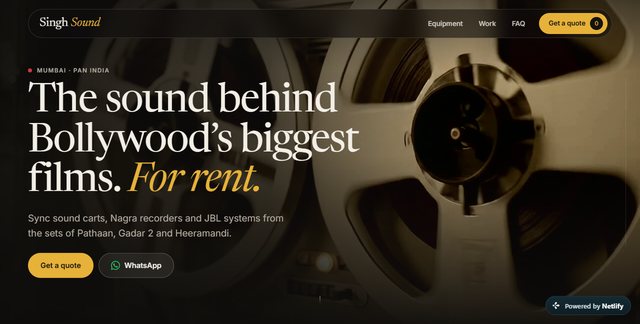 Singh Sound
Equipment
Work
FAQ
Get a quote 0
MUMBAI · PAN INDIA
The sound behind
Bollywood’s biggest
films. For rent.
Sync sound carts, Nagra recorders and JBL systems from
the sets of Pathaan, Gadar 2 and Heeramandi.
Get a quote
WhatsApp
Powered by Netlify